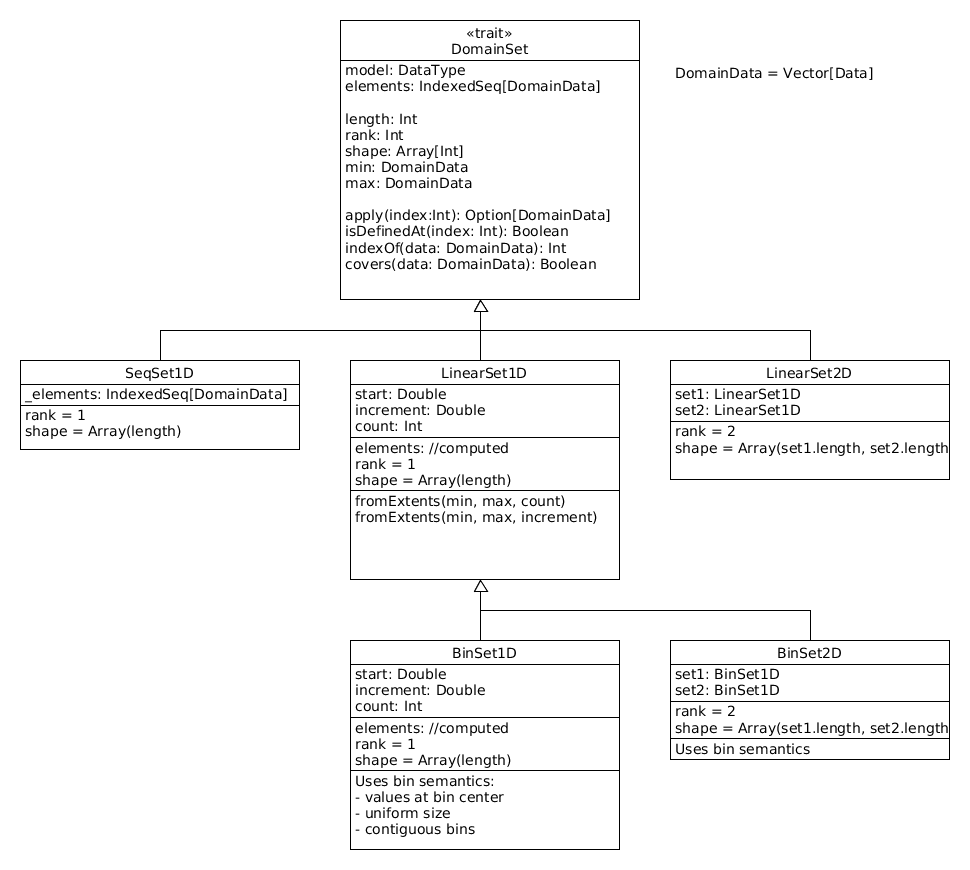 «trait»
DomainSet
model: DataType
elements: IndexedSeq[DomainData]
length: Int
rank: Int
shape: Array[Int]
min: DomainData
max: DomainData
apply(index:Int): Option[DomainData]
isDefinedAt(index: Int): Boolean
indexOf(data: DomainData): Int
covers(data: DomainData): Boolean
DomainData = Vector[Data]
SeqSet1D
_elements: IndexedSeq[DomainData]
rank = 1
shape = Array(length)
LinearSet1D
start: Double
increment: Double
count: Int
elements: //computed
rank = 1
shape = Array(length)
fromExtents(min, max, count)
fromExtents(min, max, increment)
LinearSet2D
set1: LinearSet1D
set2: LinearSet1D
rank = 2
shape = Array(set1.length, set2.length
BinSet1D
start: Double
increment: Double
count: Int
elements: //computed
rank = 1
shape = Array(length)
Uses bin semantics:
- values at bin center
- uniform size
- contiguous bins
BinSet2D
set1: BinSet1D
set2: BinSet1D
rank = 2
shape = Array(set1.length, set2.length
Uses bin semantics